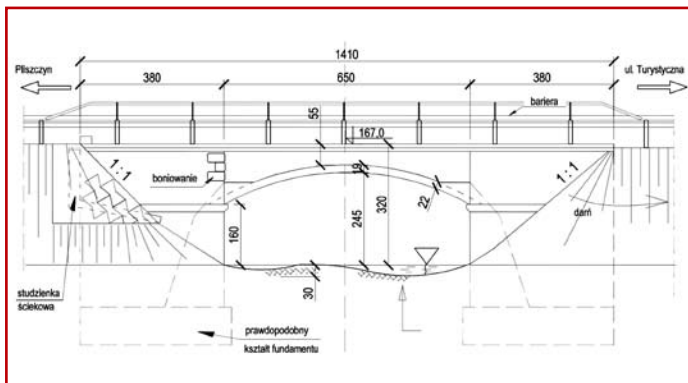 1410
Pliszczyn
ul. Turystyczna
380
650
380
55
bariera
167,0
1 : 1
boniowanie
19
1 : 1
22
darń
160
245
320
30
studzienka
ściekowa
prawdopodobny
kształt fundamentu